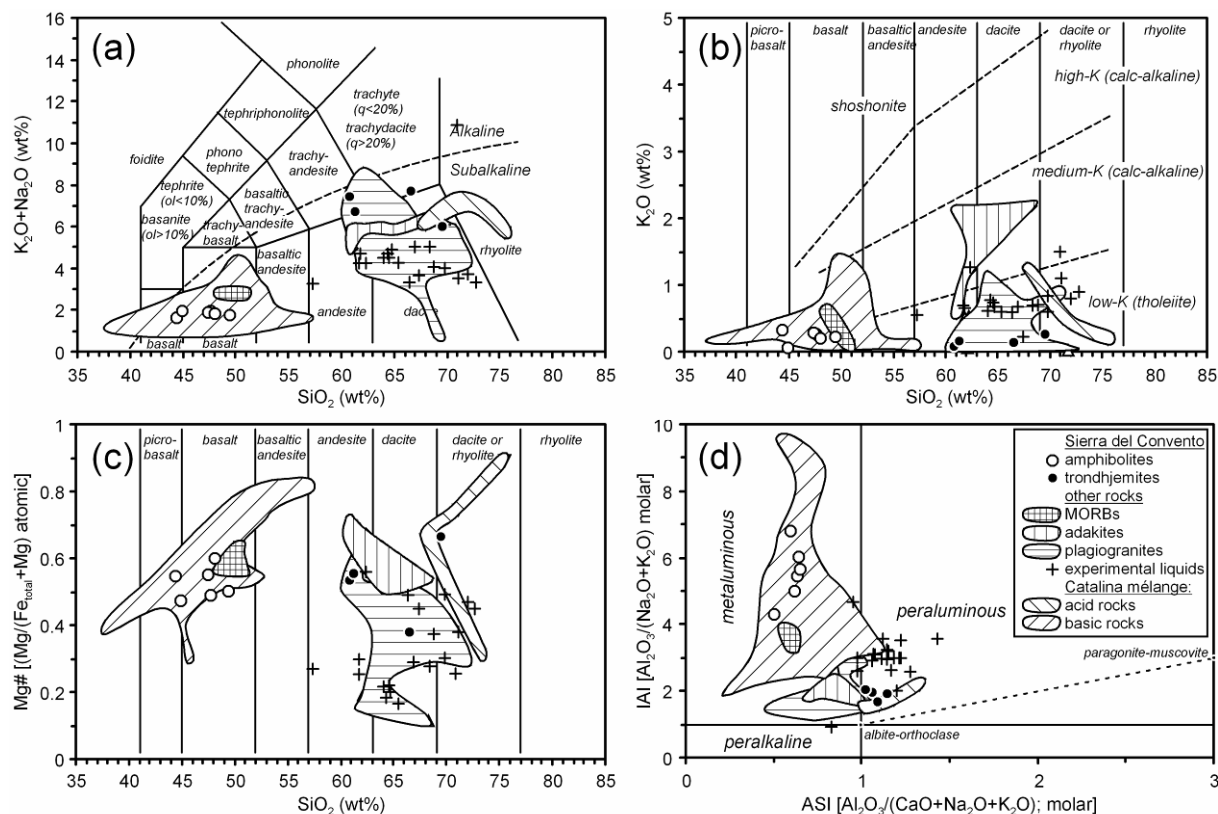 (a)
16
14
12
10
8
6
4
2
0
K₂O+Na₂O (wt%)
phonolite
tephriphonolite
trachyte
(q<20%)
trachydacite
(q>20%)
Alkaline
Subalkaline
foidite
phono
tephrite
trachy-
andesite
tephrite
(ol<10%)
basanite
(ol>10%)
basaltic
trachy-
andesite
trachy-
basalt
basaltic
andesite
andesite
dacite
rhyolite
basalt
basalt
35 40 45 50 55 60 65 70 75 80 85
SiO₂ (wt%)
(b)
6
5
4
3
2
1
0
K₂O (wt%)
picro-
basalt
basalt
basaltic
andesite
andesite
dacite
dacite or
rhyolite
rhyolite
high-K (calc-alkaline)
shoshonite
medium-K (calc-alkaline)
low-K (tholeiite)
35 40 45 50 55 60 65 70 75 80 85
SiO₂ (wt%)
(c)
1
0.8
0.6
0.4
0.2
0
Mg# [(Mg/(Fetotal+Mg) atomic]
picro-
basalt
basalt
basaltic
andesite
andesite
dacite
dacite or
rhyolite
rhyolite
35 40 45 50 55 60 65 70 75 80 85
SiO₂ (wt%)
(d)
10
8
6
4
2
0
IAI [Al₂O₃/(Na₂O+K₂O) molar]
metaluminous
peraluminous
paragonite-muscovite
albite-orthoclase
peralkaline
Sierra del Convento
amphibolites
trondhjemites
other rocks
MORBs
adakites
plagiogranites
experimental liquids
Catalina mélange:
acid rocks
basic rocks
0 1 2 3
ASI [Al₂O₃/(CaO+Na₂O+K₂O); molar]